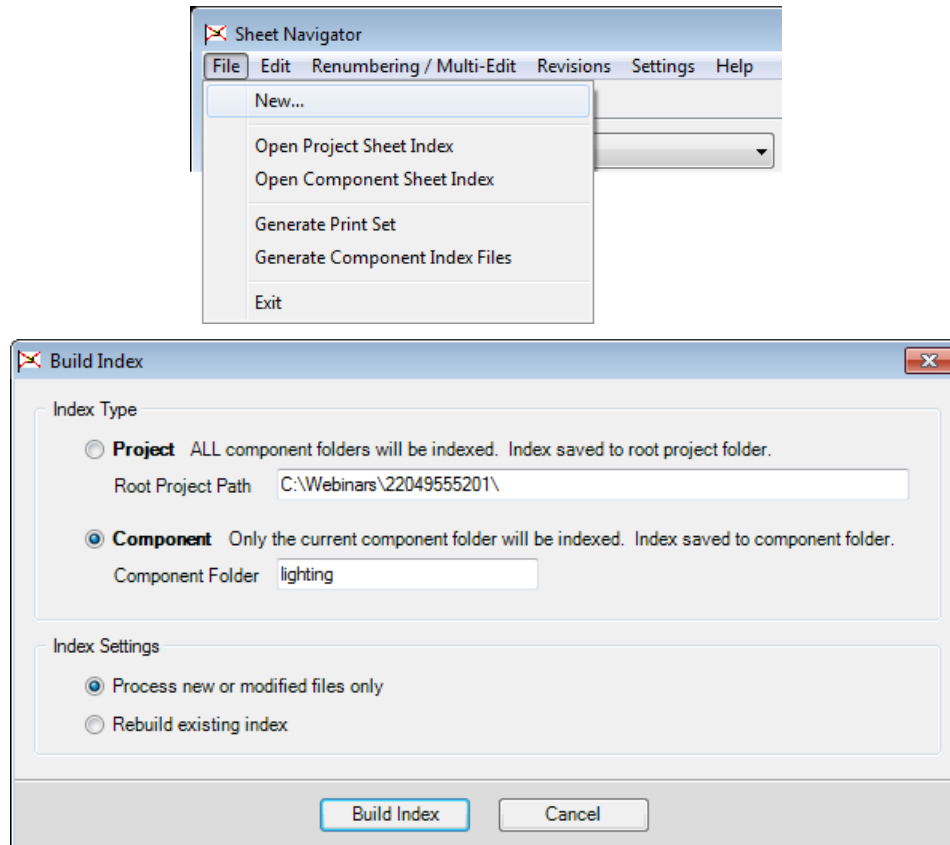 Sheet Navigator
File Edit Renumbering / Multi-Edit Revisions Settings Help
New...
Open Project Sheet Index
Open Component Sheet Index
Generate Print Set
Generate Component Index Files
Exit
Build Index
Index Type
Project ALL component folders will be indexed. Index saved to root project folder.
Root Project Path C:\Webinars\22049555201\
Component Only the current component folder will be indexed. Index saved to component folder.
Component Folder lighting
Index Settings
Process new or modified files only
Rebuild existing index
Build Index Cancel